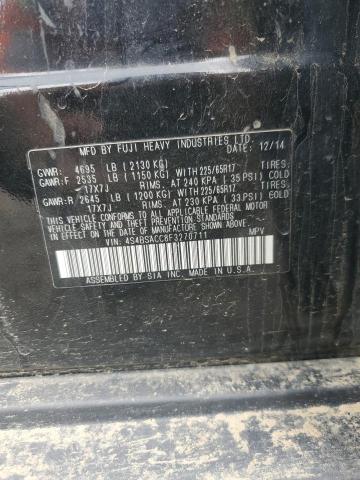 MFD BY FUJI HEAVY INDUSTRIES LTD.
DATE: 12/14
GVWR: 4695 LB (2130 KG)
GAWR:F 2535 LB (1150 KG) WITH 225/65R17 TIRES.
17X7J RIMS. AT 240 KPA (35 PSI) COLD
GAWR:R 2645 LB (1200 KG) WITH 225/65R17 TIRES.
17X7J RIMS. AT 230 KPA (33 PSI) COLD
THIS VEHICLE CONFORMS TO ALL APPLICABLE FEDERAL MOTOR
VEHICLE SAFETY, BUMPER, AND THEFT PREVENTION STANDARDS
IN EFFECT ON THE DATE OF MANUFACTURE SHOWN ABOVE.
VIN: 4S4BSACC8F3270711 MPV
ASSEMBLED BY SIA INC. MADE IN U.S.A.